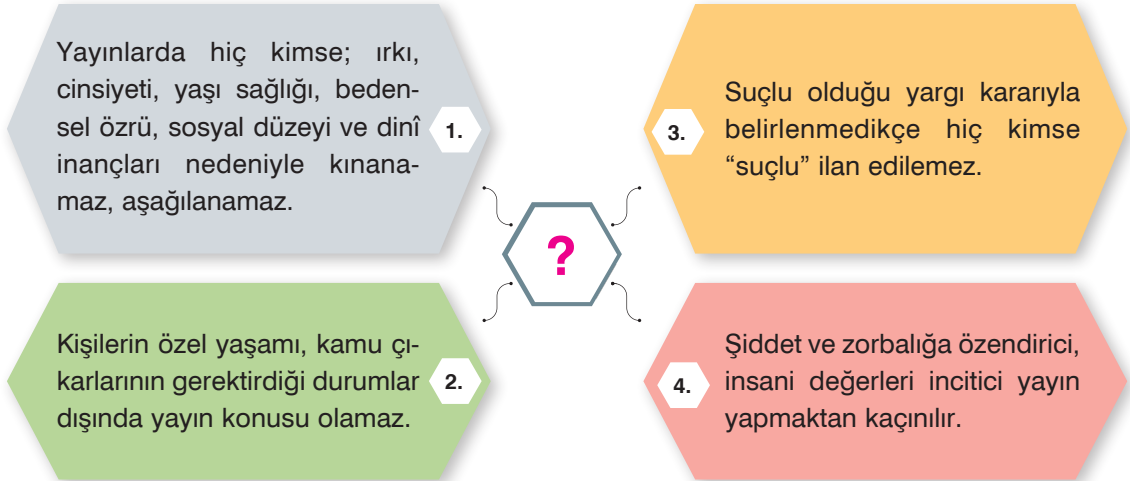 Yayınlarda hiç kimse; ırkı,
cinsiyeti, yaşı sağlığı, beden-
sel özrü, sosyal düzeyi ve dinî
inançları nedeniyle kınana-
maz, aşağılanamaz.
1.
Kişilerin özel yaşamı, kamu çı-
karlarının gerektirdiği durumlar
dışında yayın konusu olamaz.
2.
?
3.
Suçlu olduğu yargı kararıyla
belirlenmedikçe hiç kimse
“suçlu” ilan edilemez.
4.
Şiddet ve zorbalığa özendirici,
insani değerleri incitici yayın
yapmaktan kaçınılır.